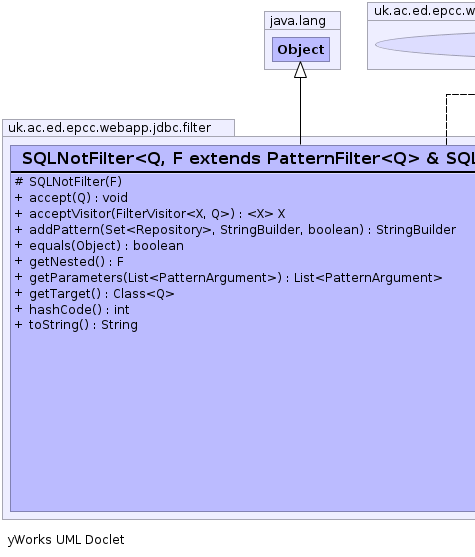 java.lang
uk.ac.ed.epcc.w
Object
uk.ac.ed.epcc.webapp.jdbc.filter
SQLNotFilter<Q, F extends PatternFilter<Q> & SQL
# SQLNotFilter(F)
+ accept(Q) : void
+ acceptVisitor(FilterVisitor<X, Q>) : <X> X
+ addPattern(Set<Repository>, StringBuilder, boolean) : StringBuilder
+ equals(Object) : boolean
+ getNested() : F
+ getParameters(List<PatternArgument>) : List<PatternArgument>
+ getTarget() : Class<Q>
+ hashCode() : int
+ toString() : String
yWorks UML Doclet